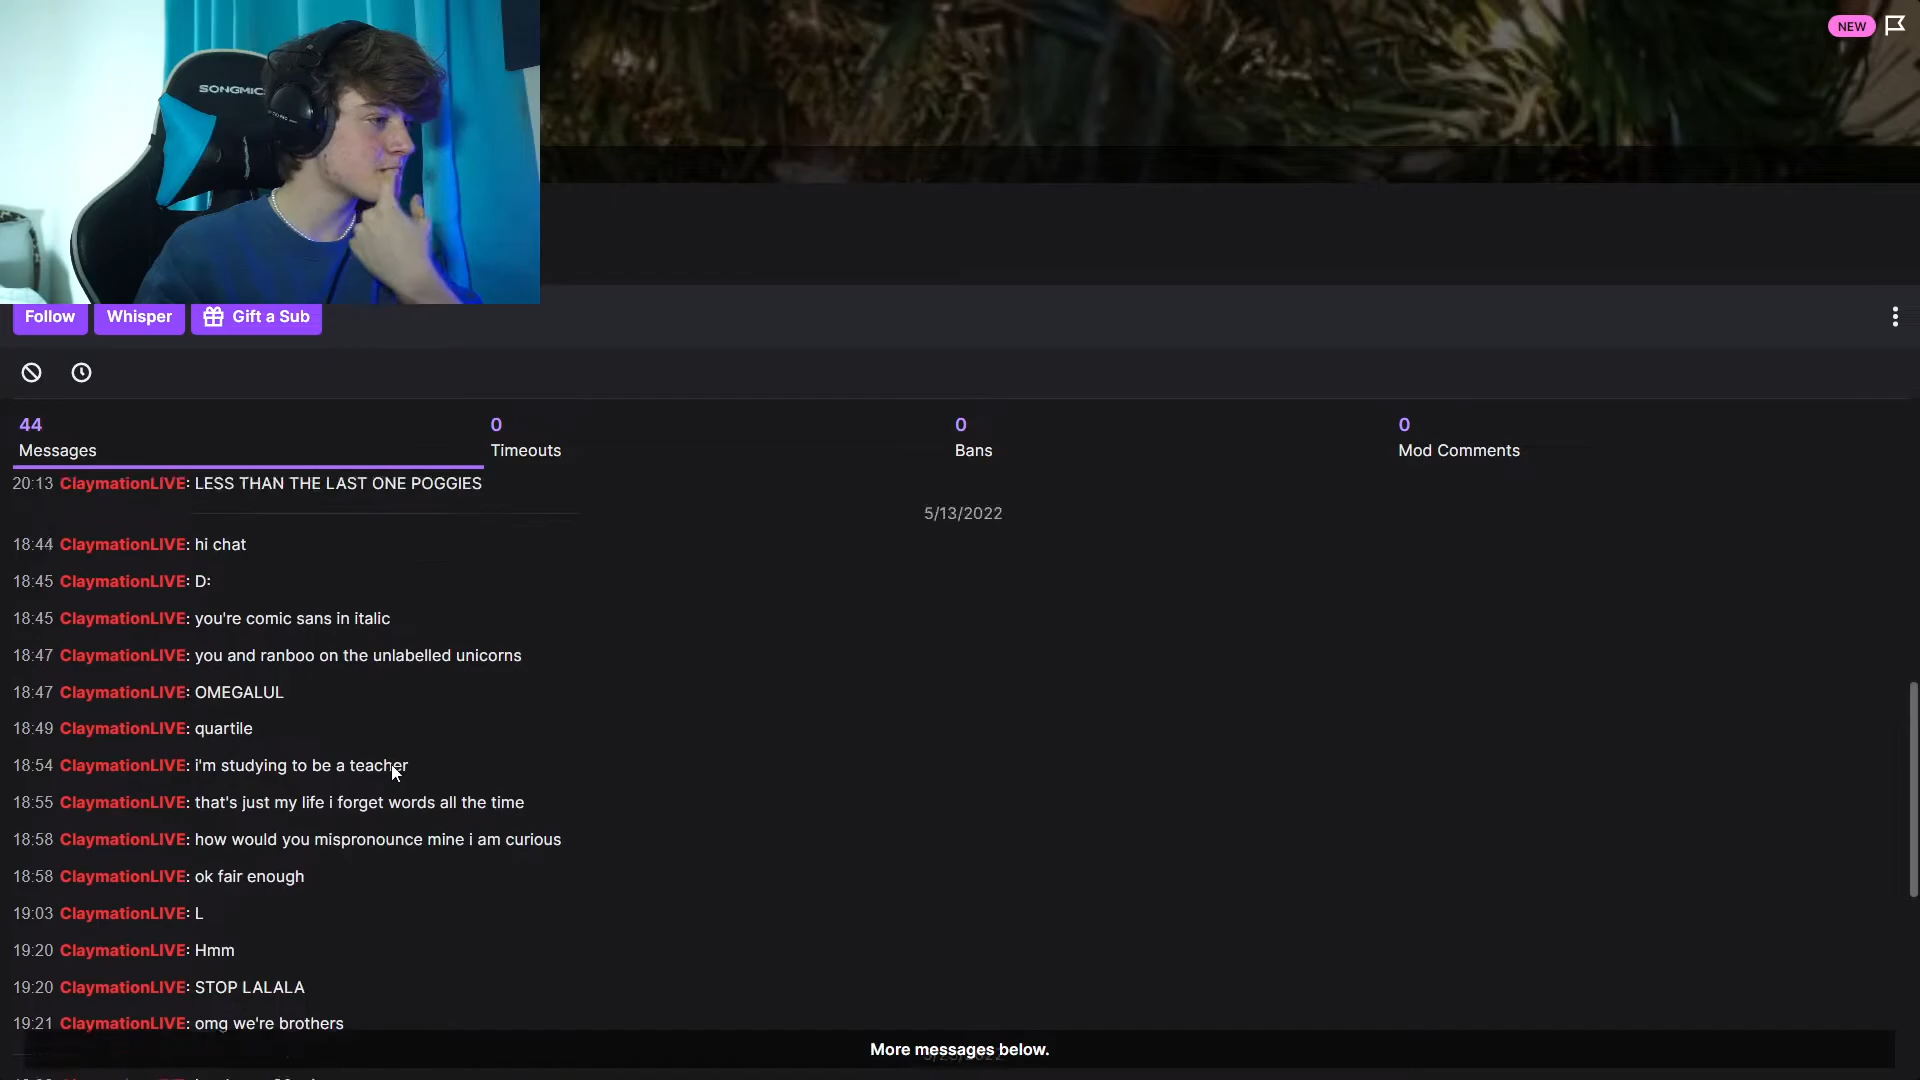 NEW
SONGMIC
Follow
Whisper
Gift a Sub
44
0
0
0
Messages
Timeouts
Bans
Mod Comments
20:13 ClaymationLIVE: LESS THAN THE LAST ONE POGGIES
5/13/2022
18:44 ClaymationLIVE: hi chat
18:45 ClaymationLIVE: D:
18:45 ClaymationLIVE: you're comic sans in italic
18:47 ClaymationLIVE: you and ranboo on the unlabelled unicorns
18:47 ClaymationLIVE: OMEGALUL
18:49 ClaymationLIVE: quartile
18:54 ClaymationLIVE: i'm studying to be a teacher
18:55 ClaymationLIVE: that's just my life i forget words all the time
18:58 ClaymationLIVE: how would you mispronounce mine i am curious
18:58 ClaymationLIVE: ok fair enough
19:03 ClaymationLIVE: L
19:20 ClaymationLIVE: Hmm
19:20 ClaymationLIVE: STOP LALALA
19:21 ClaymationLIVE: omg we're brothers
More messages below.